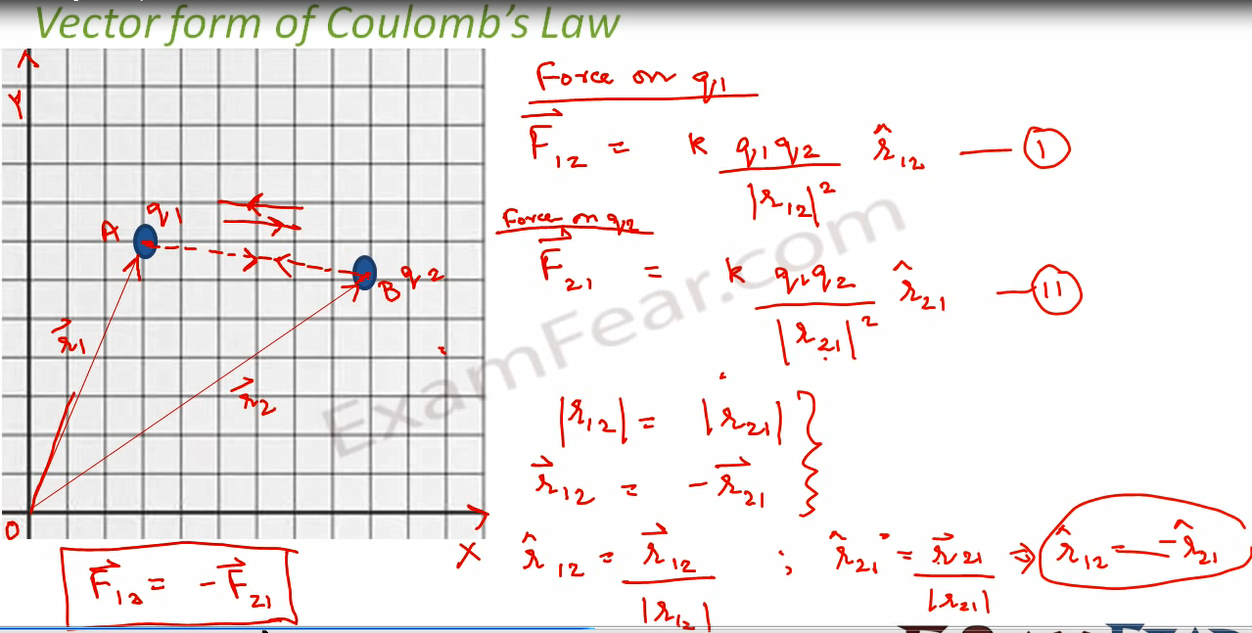 Vector form of Coulomb's Law
Y
A q1
B q2
r⃗1
r⃗2
O
X
F⃗12 = -F⃗21
Force on q1
F⃗12 = k q1q2 / |r12|² r̂12 — (I)
Force on q2
F⃗21 = k q1q2 / |r21|² r̂21 — (II)
|r12| = |r21|
r⃗12 = -r⃗21 }
r̂12 = r⃗12 / |r12| ; r̂21 = r⃗21 / |r21| ⇒ r̂12 = -r̂21
ExamFear.com